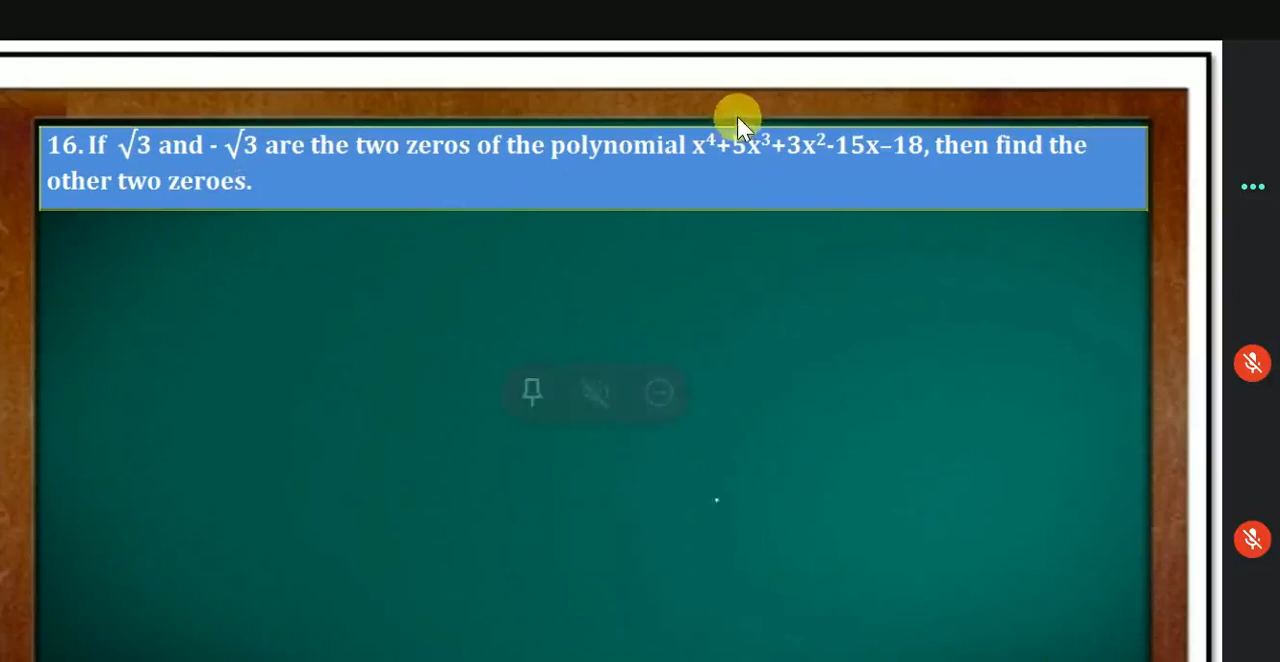 16. If √3 and - √3 are the two zeros of the polynomial x⁴+5x³+3x²-15x–18, then find the
other two zeroes.